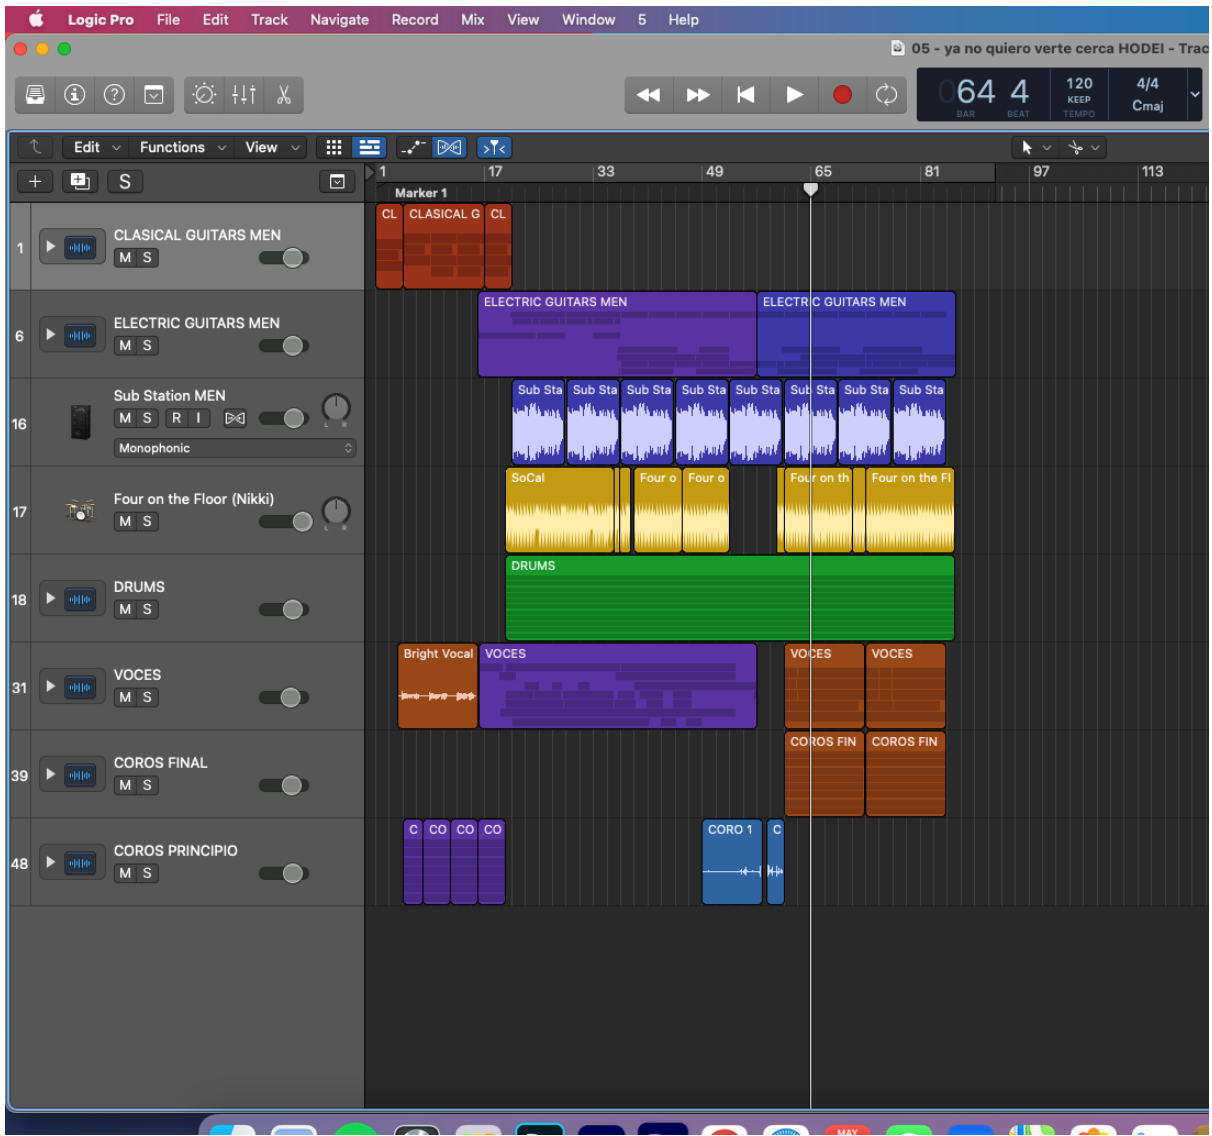 Logic Pro File Edit Track Navigate Record Mix View Window 5 Help
05 - ya no quiero verte cerca HODEI - Trac
064 4 120 4/4
KEEP Cmaj
BAR BEAT TEMPO
Edit Functions View
S
1 17 33 49 65 81 97 113
Marker 1
CL CLASICAL G CL
1 CLASICAL GUITARS MEN
M S
ELECTRIC GUITARS MEN ELECTRIC GUITARS MEN
6 ELECTRIC GUITARS MEN
M S
Sub Sta Sub Sta Sub Sta Sub Sta Sub Sta Sub Sta Sub Sta Sub Sta
16 Sub Station MEN
M S R I
L R
Monophonic
SoCal Four o Four o Four on th Four on the Fl
17 Four on the Floor (Nikki)
M S
L R
DRUMS
18 DRUMS
M S
Bright Vocal VOCES VOCES VOCES
31 VOCES
M S
COROS FIN COROS FIN
39 COROS FINAL
M S
C CO CO CO CORO 1 C
48 COROS PRINCIPIO
M S
MAY